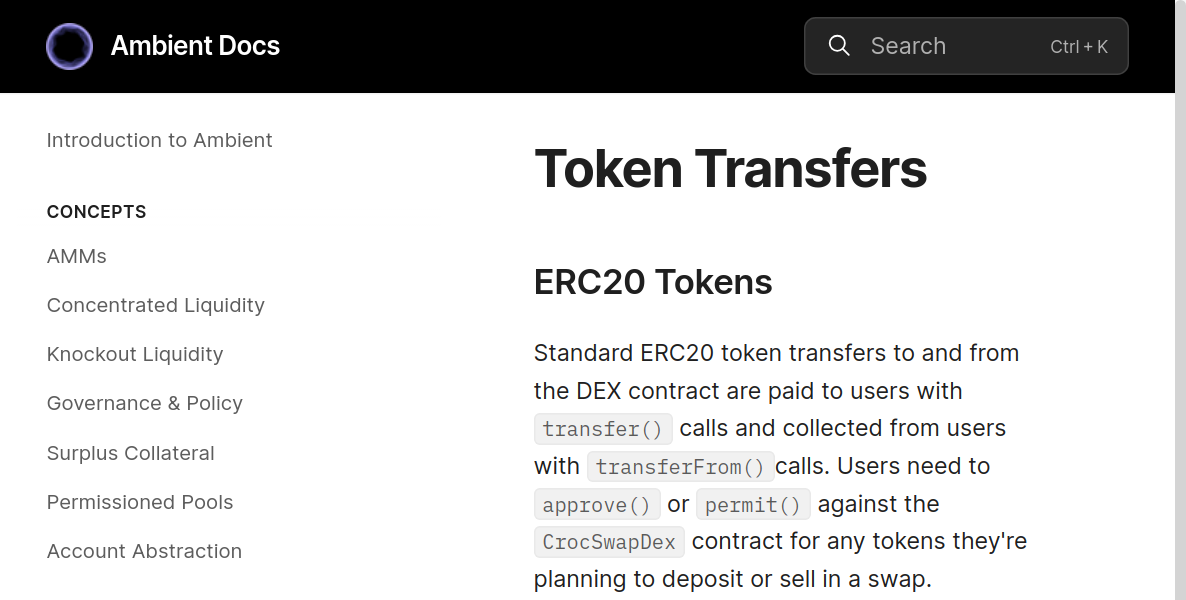 Ambient Docs
Search
Ctrl + K
Introduction to Ambient
CONCEPTS
AMMs
Concentrated Liquidity
Knockout Liquidity
Governance & Policy
Surplus Collateral
Permissioned Pools
Account Abstraction
Token Transfers
ERC20 Tokens
Standard ERC20 token transfers to and from
the DEX contract are paid to users with
transfer() calls and collected from users
with transferFrom() calls. Users need to
approve() or permit() against the
CrocSwapDex contract for any tokens they're
planning to deposit or sell in a swap.